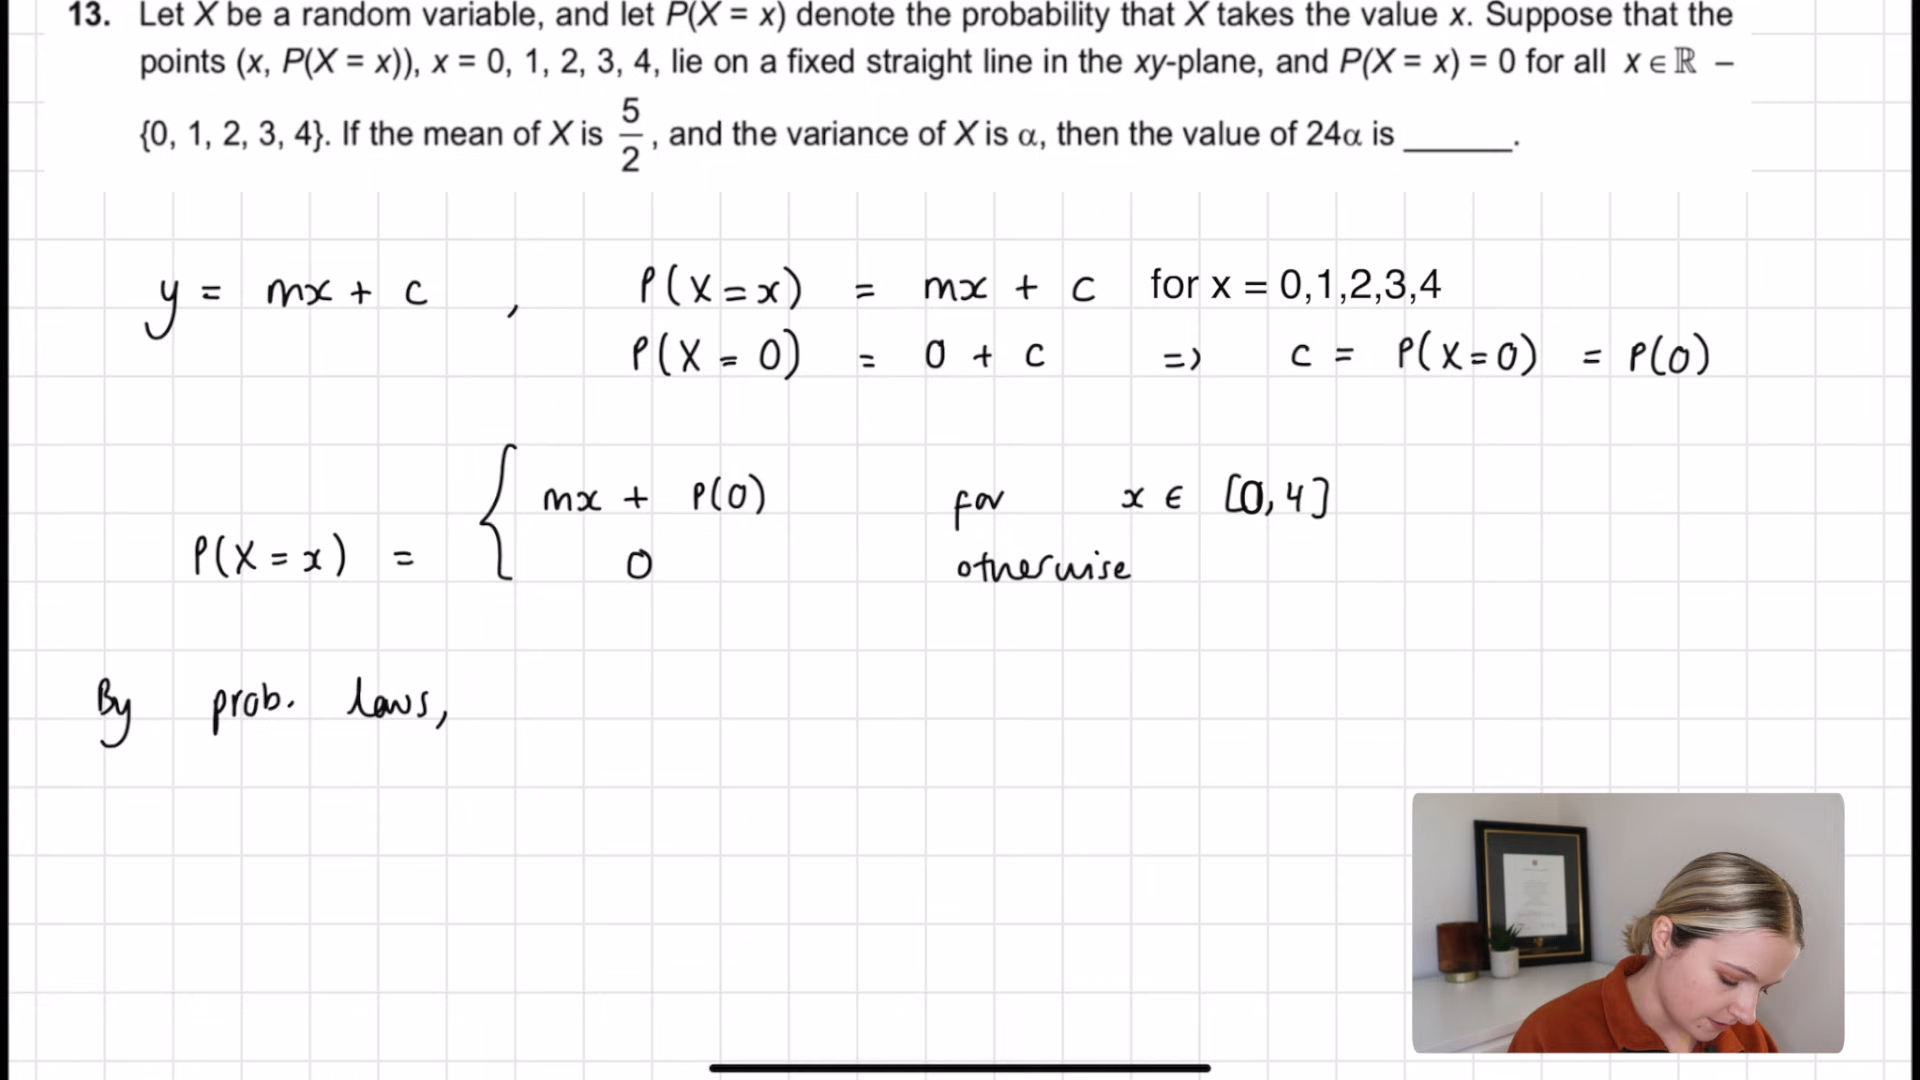 13. Let X be a random variable, and let P(X = x) denote the probability that X takes the value x. Suppose that the
points (x, P(X = x)), x = 0, 1, 2, 3, 4, lie on a fixed straight line in the xy-plane, and P(X = x) = 0 for all x ∈ ℝ –
{0, 1, 2, 3, 4}. If the mean of X is 5/2, and the variance of X is α, then the value of 24α is ______.
y = mx + c , P(X = x) = mx + c for x = 0,1,2,3,4
P(X = 0) = 0 + c => c = P(X = 0) = P(0)
P(X = x) = { mx + P(0) for x ∈ [0,4]
0 otherwise
By prob. laws,